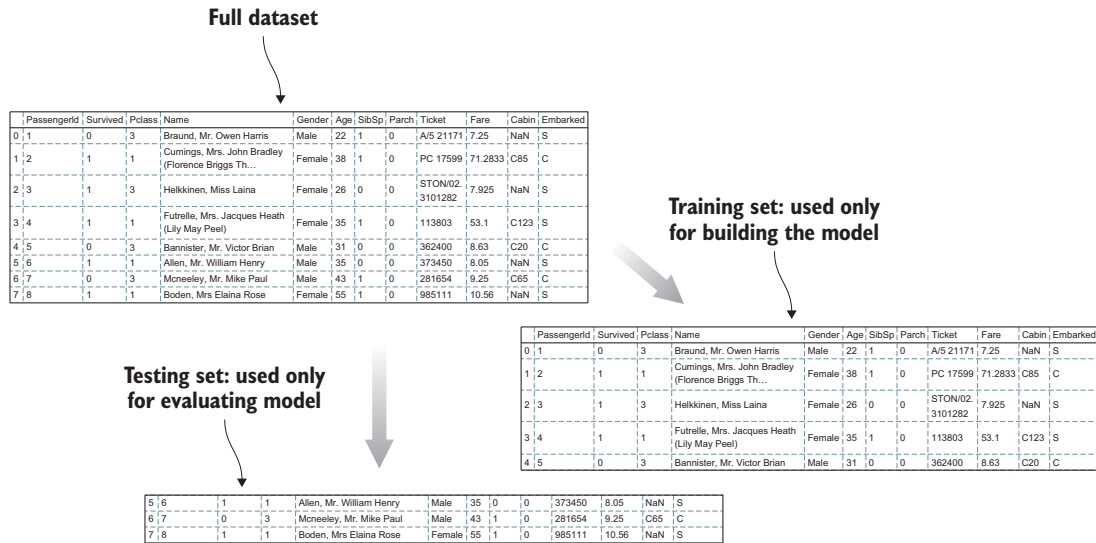 Full dataset
PassengerId Survived Pclass Name Gender Age SibSp Parch Ticket Fare Cabin Embarked
0 1 0 3 Braund, Mr. Owen Harris Male 22 1 0 A/5 21171 7.25 NaN S
1 2 1 1 Cumings, Mrs. John Bradley (Florence Briggs Th... Female 38 1 0 PC 17599 71.2833 C85 C
2 3 1 3 Helkkinen, Miss Laina Female 26 0 0 STON/02. 3101282 7.925 NaN S
3 4 1 1 Futrelle, Mrs. Jacques Heath (Lily May Peel) Female 35 1 0 113803 53.1 C123 S
4 5 0 3 Bannister, Mr. Victor Brian Male 31 0 0 362400 8.63 C20 C
5 6 1 1 Allen, Mr. William Henry Male 35 0 0 373450 8.05 NaN S
6 7 0 3 Mcneeley, Mr. Mike Paul Male 43 1 0 281654 9.25 C65 C
7 8 1 1 Boden, Mrs Elaina Rose Female 55 1 0 985111 10.56 NaN S
Training set: used only
for building the model
PassengerId Survived Pclass Name Gender Age SibSp Parch Ticket Fare Cabin Embarked
0 1 0 3 Braund, Mr. Owen Harris Male 22 1 0 A/5 21171 7.25 NaN S
1 2 1 1 Cumings, Mrs. John Bradley (Florence Briggs Th... Female 38 1 0 PC 17599 71.2833 C85 C
2 3 1 3 Helkkinen, Miss Laina Female 26 0 0 STON/02. 3101282 7.925 NaN S
3 4 1 1 Futrelle, Mrs. Jacques Heath (Lily May Peel) Female 35 1 0 113803 53.1 C123 S
4 5 0 3 Bannister, Mr. Victor Brian Male 31 0 0 362400 8.63 C20 C
Testing set: used only
for evaluating model
5 6 1 1 Allen, Mr. William Henry Male 35 0 0 373450 8.05 NaN S
6 7 0 3 Mcneeley, Mr. Mike Paul Male 43 1 0 281654 9.25 C65 C
7 8 1 1 Boden, Mrs Elaina Rose Female 55 1 0 985111 10.56 NaN S